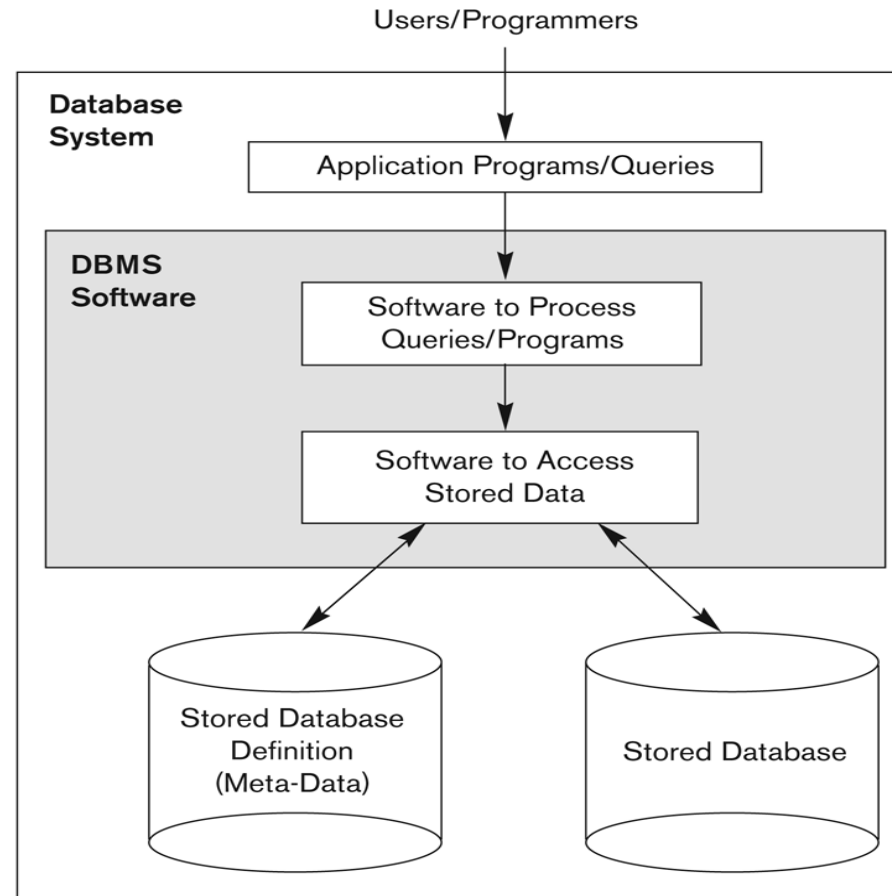 Users/Programmers
Database
System
Application Programs/Queries
DBMS
Software
Software to Process
Queries/Programs
Software to Access
Stored Data
Stored Database
Definition
(Meta-Data)
Stored Database